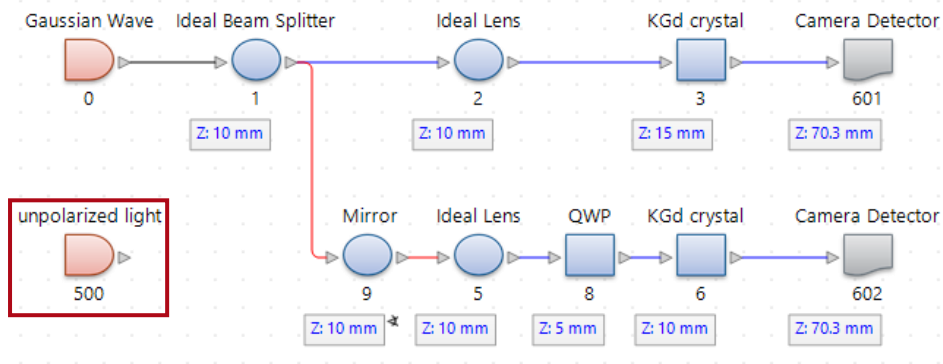 Gaussian Wave Ideal Beam Splitter Ideal Lens KGd crystal Camera Detector
0 1 2 3 601
Z: 10 mm Z: 10 mm Z: 15 mm Z: 70.3 mm
unpolarized light Mirror Ideal Lens QWP KGd crystal Camera Detector
500 9 5 8 6 602
Z: 10 mm Z: 10 mm Z: 5 mm Z: 10 mm Z: 70.3 mm